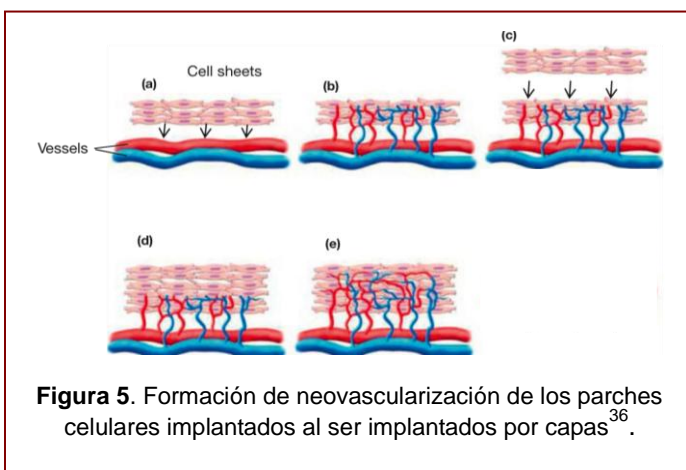 (c)
Cell sheets
(a)
(b)
Vessels
(d)
(e)
Figura 5. Formación de neovascularización de los parches
celulares implantados al ser implantados por capas36.